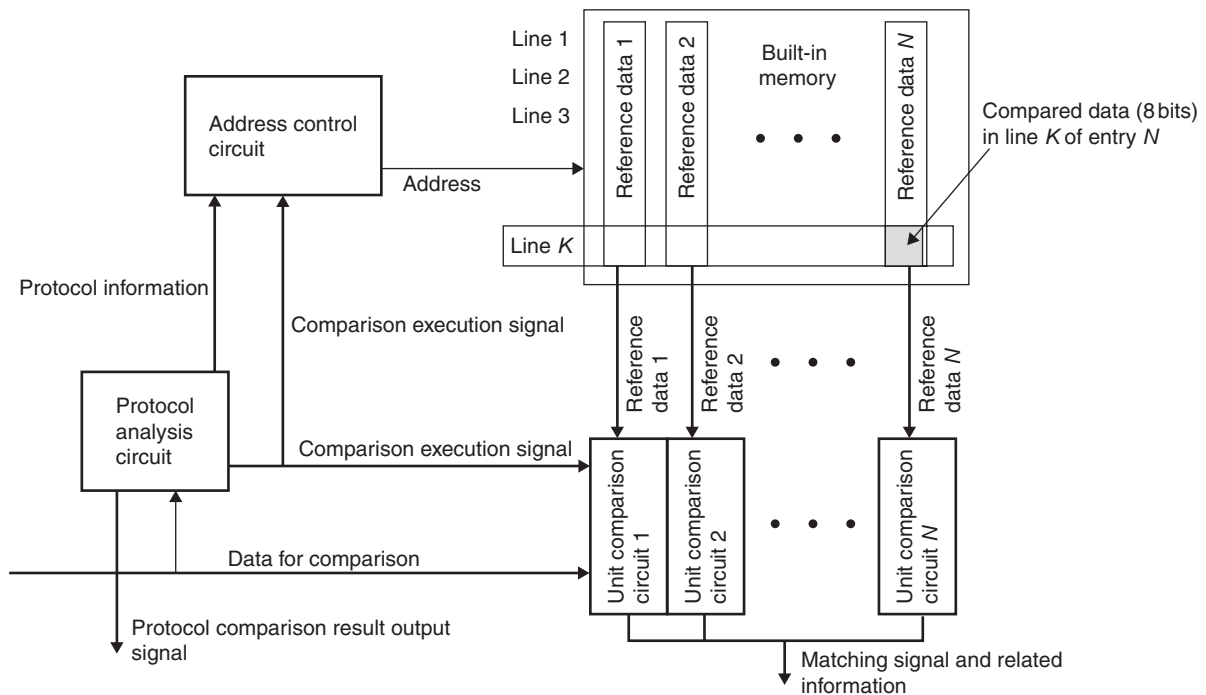 Line 1
Line 2
Line 3
Reference data 1
Reference data 2
Built-in
memory
Reference data N
Compared data (8 bits)
in line K of entry N
Address control
circuit
Address
Line K
Protocol information
Comparison execution signal
Reference
data 1
Reference
data 2
Reference
data N
Protocol
analysis
circuit
Comparison execution signal
Unit comparison
circuit 1
Unit comparison
circuit 2
Unit comparison
circuit N
Data for comparison
Protocol comparison result output
signal
Matching signal and related
information